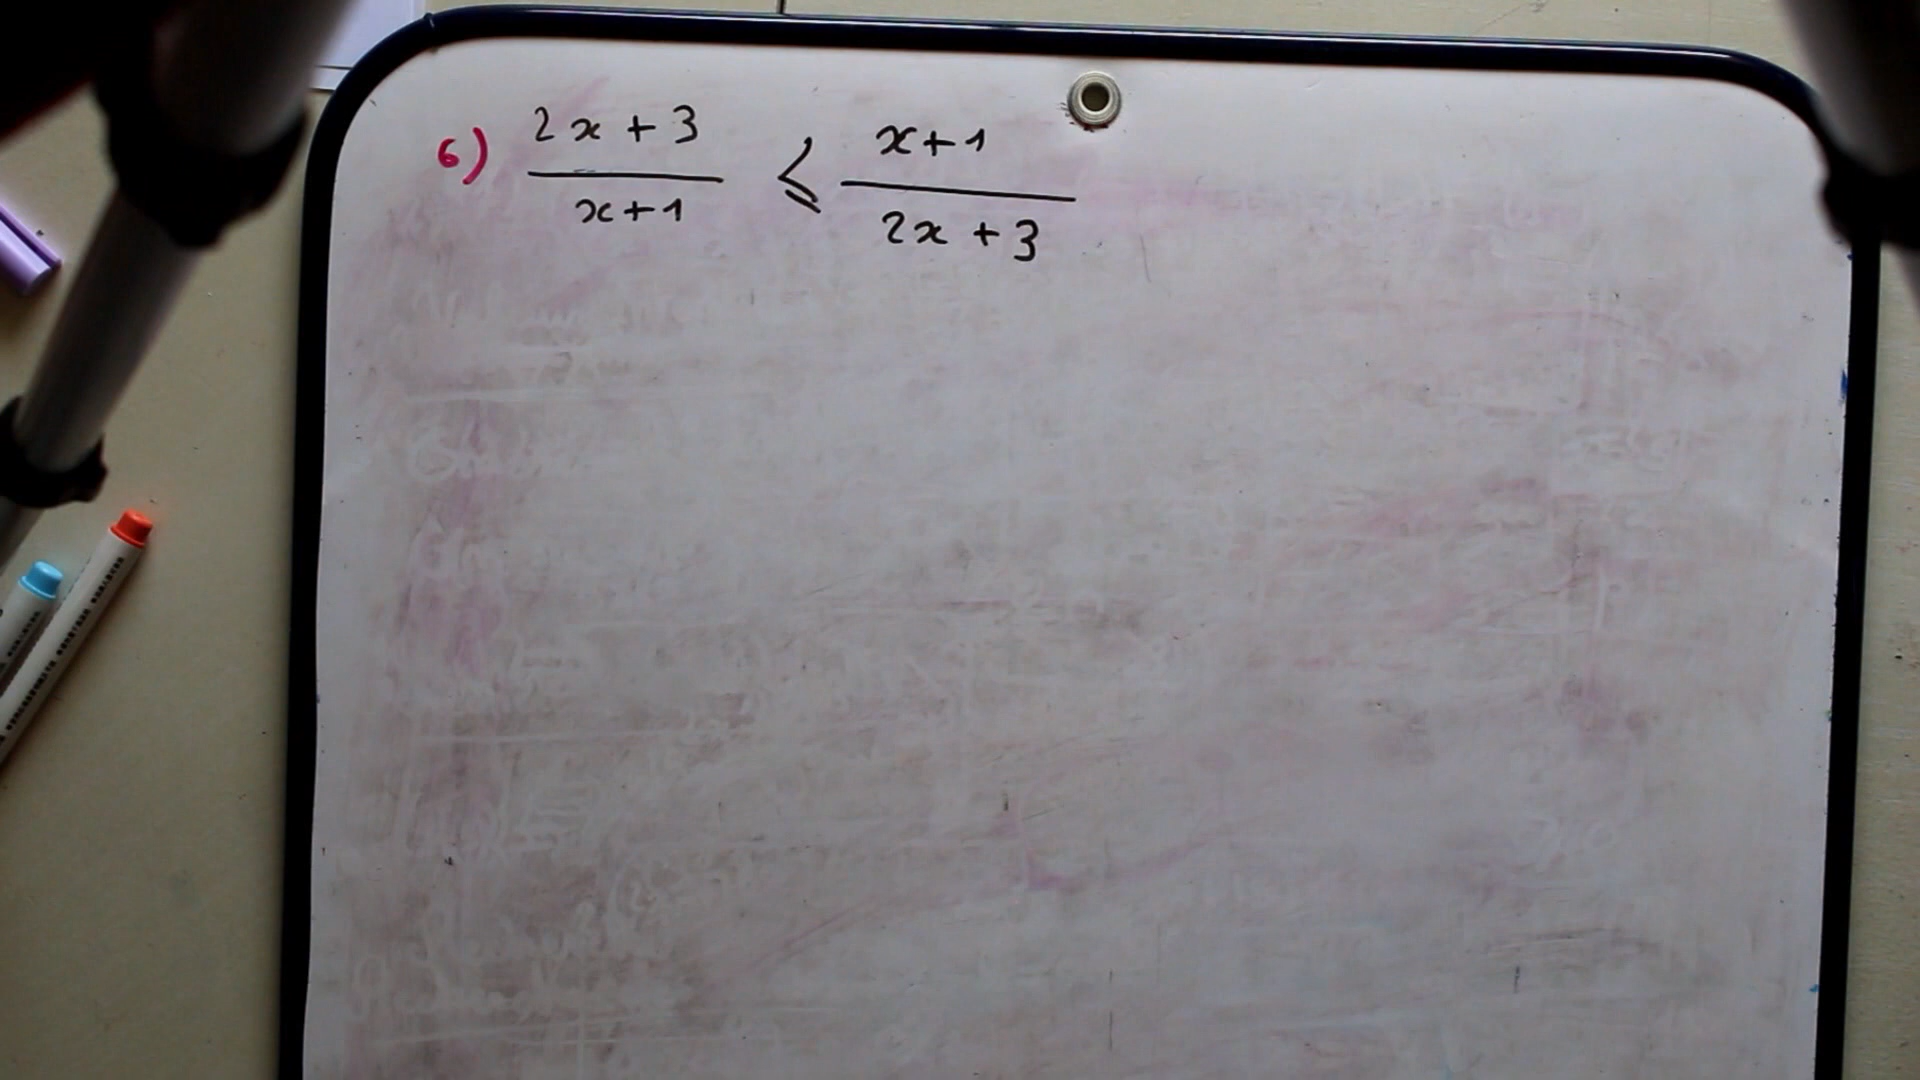 6) (2x + 3)/(x+1) ⩽ (x+1)/(2x + 3)